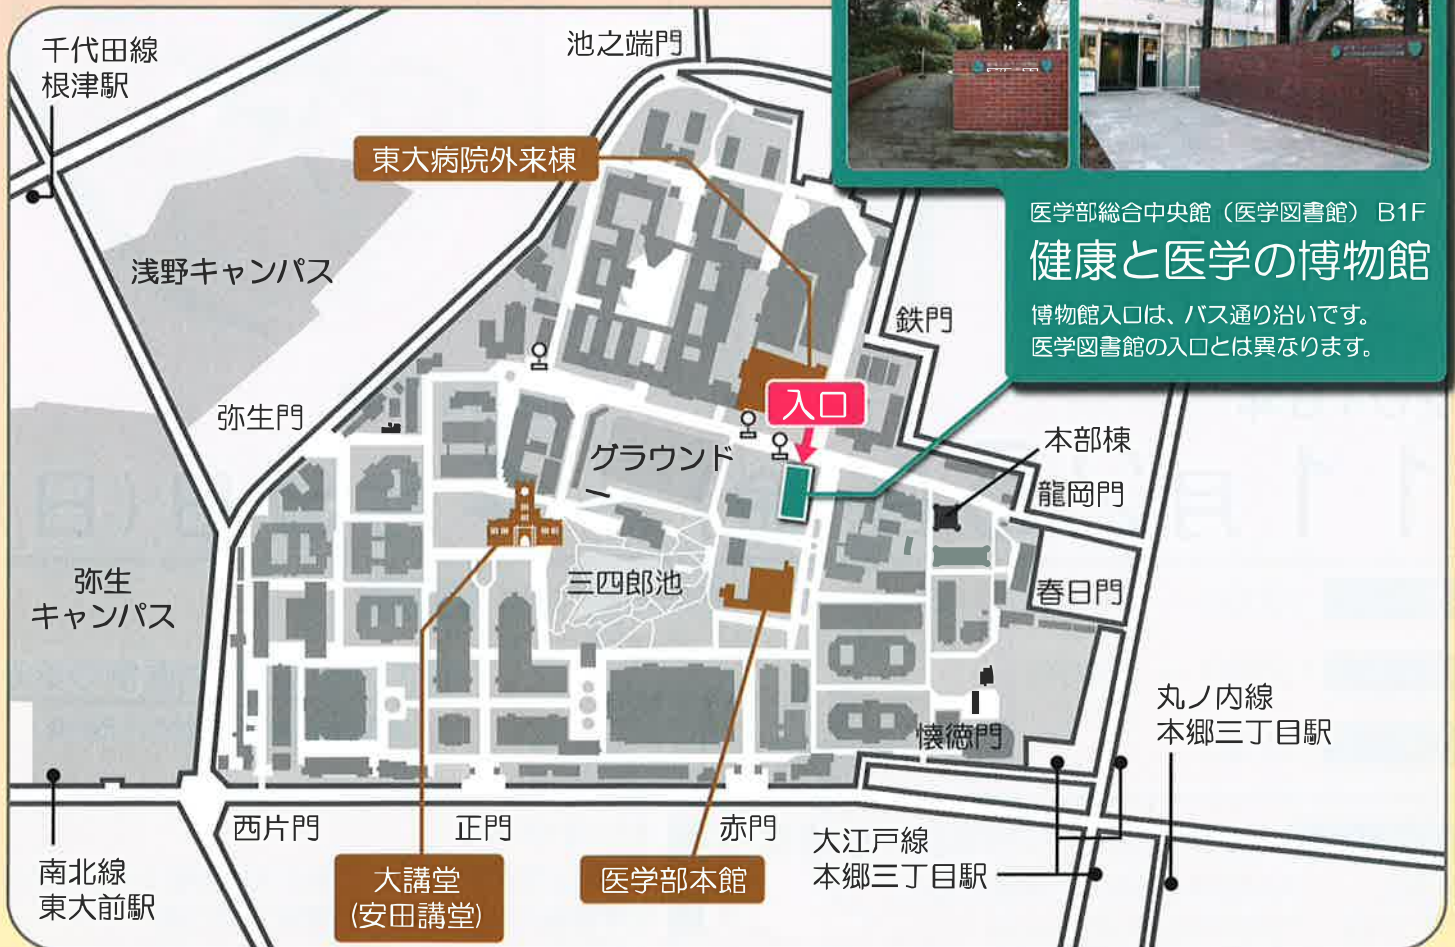 千代田線
根津駅
池之端門
東大病院外来棟
医学部総合中央館（医学図書館） B1F
健康と医学の博物館
博物館入口は、バス通り沿いです。
医学図書館の入口とは異なります。
浅野キャンパス
鉄門
弥生門
入口
グラウンド
本部棟
龍岡門
弥生
キャンパス
三四郎池
春日門
丸ノ内線
本郷三丁目駅
懐徳門
西片門
正門
赤門
大江戸線
本郷三丁目駅
南北線
東大前駅
大講堂
(安田講堂)
医学部本館